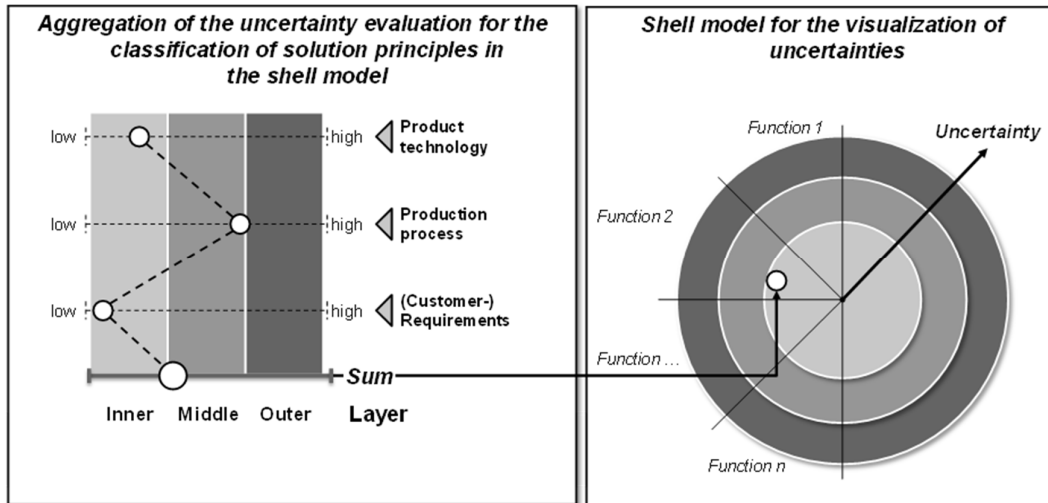 Aggregation of the uncertainty evaluation for the
classification of solution principles in
the shell model
low
high
Product
technology
low
high
Production
process
low
high
(Customer-)
Requirements
Sum
Inner
Middle
Outer
Layer
Shell model for the visualization of
uncertainties
Function 1
Uncertainty
Function 2
Function ...
Function n